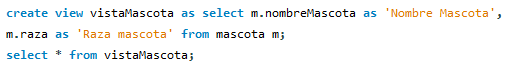 create view vistaMascota as select m.nombreMascota as 'Nombre Mascota',
m.raza as 'Raza mascota' from mascota m;
select * from vistaMascota;